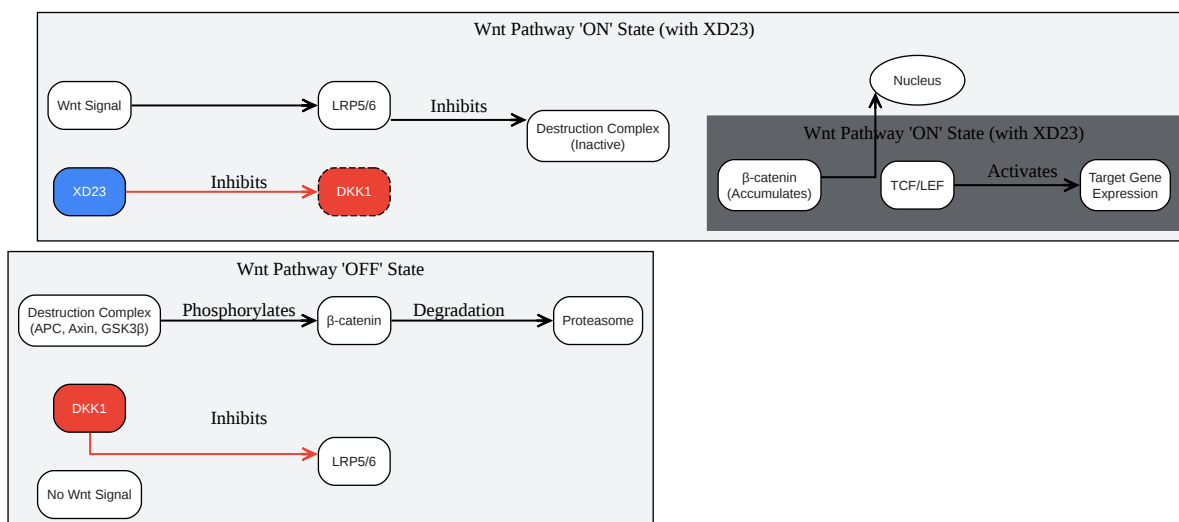 Wnt Pathway 'ON' State (with XD23)
Wnt Signal
LRP5/6
Inhibits
Destruction Complex
(Inactive)
Nucleus
XD23
Inhibits
DKK1
Wnt Pathway 'ON' State (with XD23)
β-catenin
(Accumulates)
TCF/LEF
Activates
Target Gene
Expression
Wnt Pathway 'OFF' State
Destruction Complex
(APC, Axin, GSK3β)
Phosphorylates
β-catenin
Degradation
Proteasome
DKK1
Inhibits
LRP5/6
No Wnt Signal